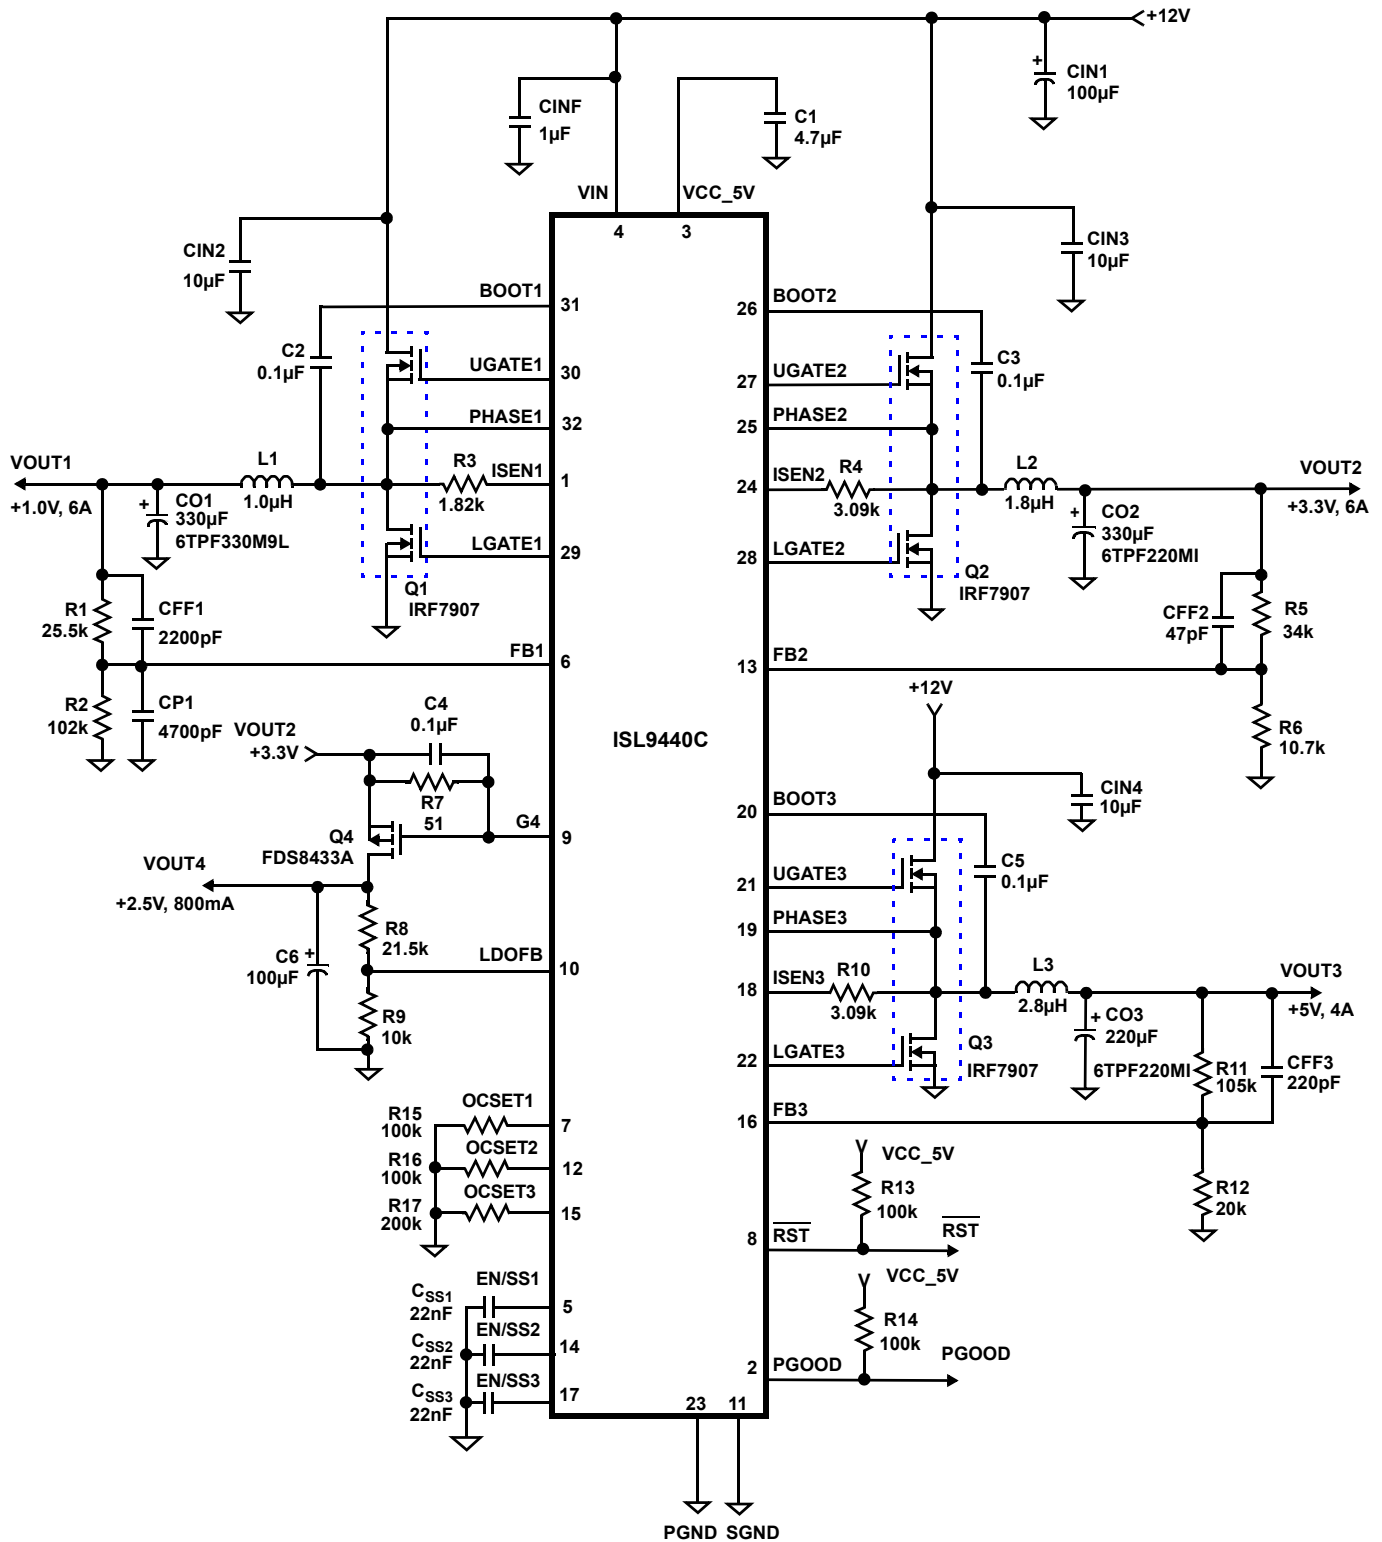 +12V
CIN1
100µF
CINF
1µF
C1
4.7µF
VIN
VCC_5V
4
3
CIN2
10µF
CIN3
10µF
BOOT1
31
26
BOOT2
C2
0.1µF
C3
0.1µF
UGATE1
30
27
UGATE2
PHASE1
32
25
PHASE2
VOUT1
+1.0V, 6A
L1
1.0µH
R3
1.82k
ISEN1
1
24
ISEN2
R4
3.09k
L2
1.8µH
VOUT2
+3.3V, 6A
CO1
330µF
6TPF330M9L
CO2
330µF
6TPF220MI
LGATE1
29
28
LGATE2
Q1
IRF7907
Q2
IRF7907
R1
25.5k
CFF1
2200pF
CFF2
47pF
R5
34k
FB1
6
13
FB2
R2
102k
CP1
4700pF
R6
10.7k
+12V
ISL9440C
VOUT2
+3.3V
C4
0.1µF
R7
51
CIN4
10µF
Q4
FDS8433A
G4
9
20
BOOT3
VOUT4
+2.5V, 800mA
21
UGATE3
C5
0.1µF
R8
21.5k
19
PHASE3
C6
100µF
LDOFB
10
18
ISEN3
R10
3.09k
L3
2.8µH
VOUT3
+5V, 4A
R9
10k
CO3
220µF
6TPF220MI
22
LGATE3
Q3
IRF7907
R11
105k
CFF3
220pF
R15
100k
OCSET1
7
16
FB3
R16
100k
OCSET2
12
R17
200k
OCSET3
15
VCC_5V
R13
100k
R12
20k
8
RST
RST
CSS1
22nF
EN/SS1
5
VCC_5V
R14
100k
CSS2
22nF
EN/SS2
14
2
PGOOD
PGOOD
CSS3
22nF
EN/SS3
17
23
11
PGND
SGND
+
+
+
+
+